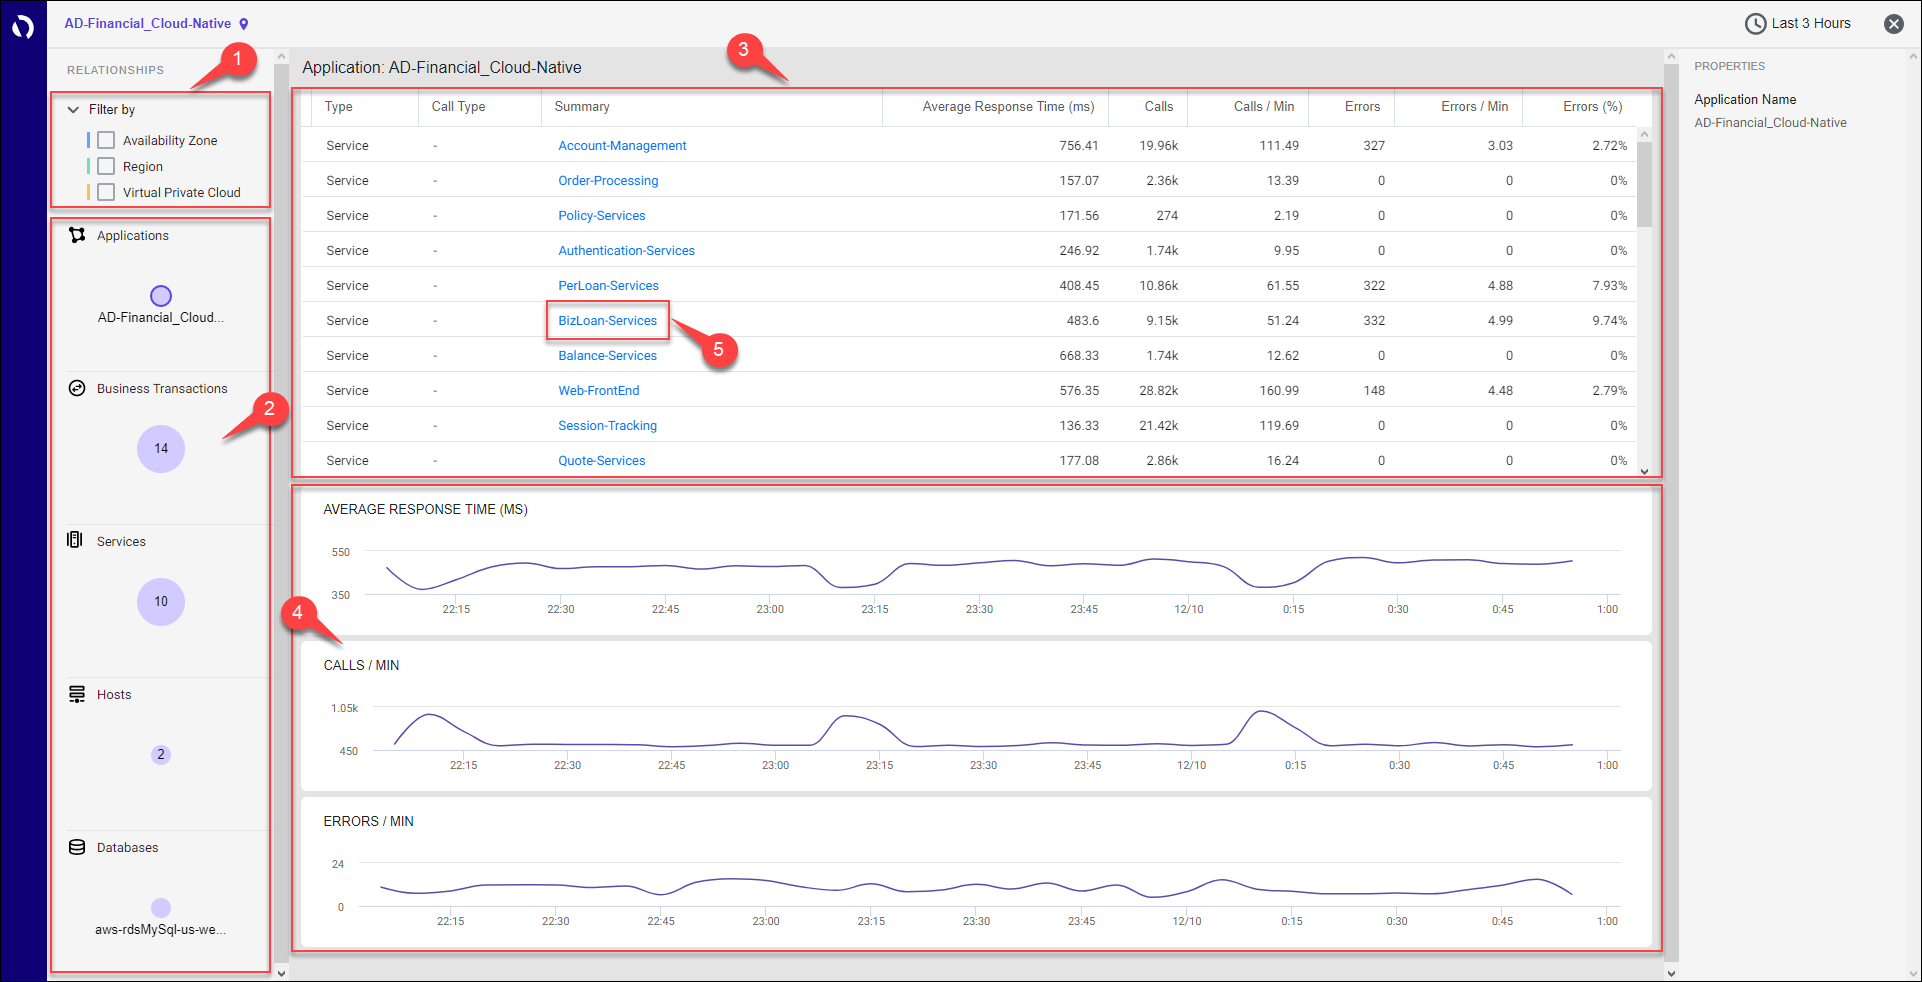 AD-Financial_Cloud-Native
Last 3 Hours
RELATIONSHIPS
1
Filter by
Availability Zone
Region
Virtual Private Cloud
Applications
AD-Financial_Cloud...
Business Transactions
2
14
Services
10
Hosts
2
Databases
aws-rdsMySql-us-we...
Application: AD-Financial_Cloud-Native
3
Type Call Type Summary Average Response Time (ms) Calls Calls / Min Errors Errors / Min Errors (%)
Service - Account-Management 756.41 19.96k 111.49 327 3.03 2.72%
Service - Order-Processing 157.07 2.36k 13.39 0 0 0%
Service - Policy-Services 171.56 274 2.19 0 0 0%
Service - Authentication-Services 246.92 1.74k 9.95 0 0 0%
Service - PerLoan-Services 408.45 10.86k 61.55 322 4.88 7.93%
Service - BizLoan-Services 483.6 9.15k 51.24 332 4.99 9.74%
5
Service - Balance-Services 668.33 1.74k 12.62 0 0 0%
Service - Web-FrontEnd 576.35 28.82k 160.99 148 4.48 2.79%
Service - Session-Tracking 136.33 21.42k 119.69 0 0 0%
Service - Quote-Services 177.08 2.86k 16.24 0 0 0%
AVERAGE RESPONSE TIME (MS)
550
350
22:15 22:30 22:45 23:00 23:15 23:30 23:45 12/10 0:15 0:30 0:45 1:00
4
CALLS / MIN
1.05k
450
22:15 22:30 22:45 23:00 23:15 23:30 23:45 12/10 0:15 0:30 0:45 1:00
ERRORS / MIN
24
0
22:15 22:30 22:45 23:00 23:15 23:30 23:45 12/10 0:15 0:30 0:45 1:00
PROPERTIES
Application Name
AD-Financial_Cloud-Native